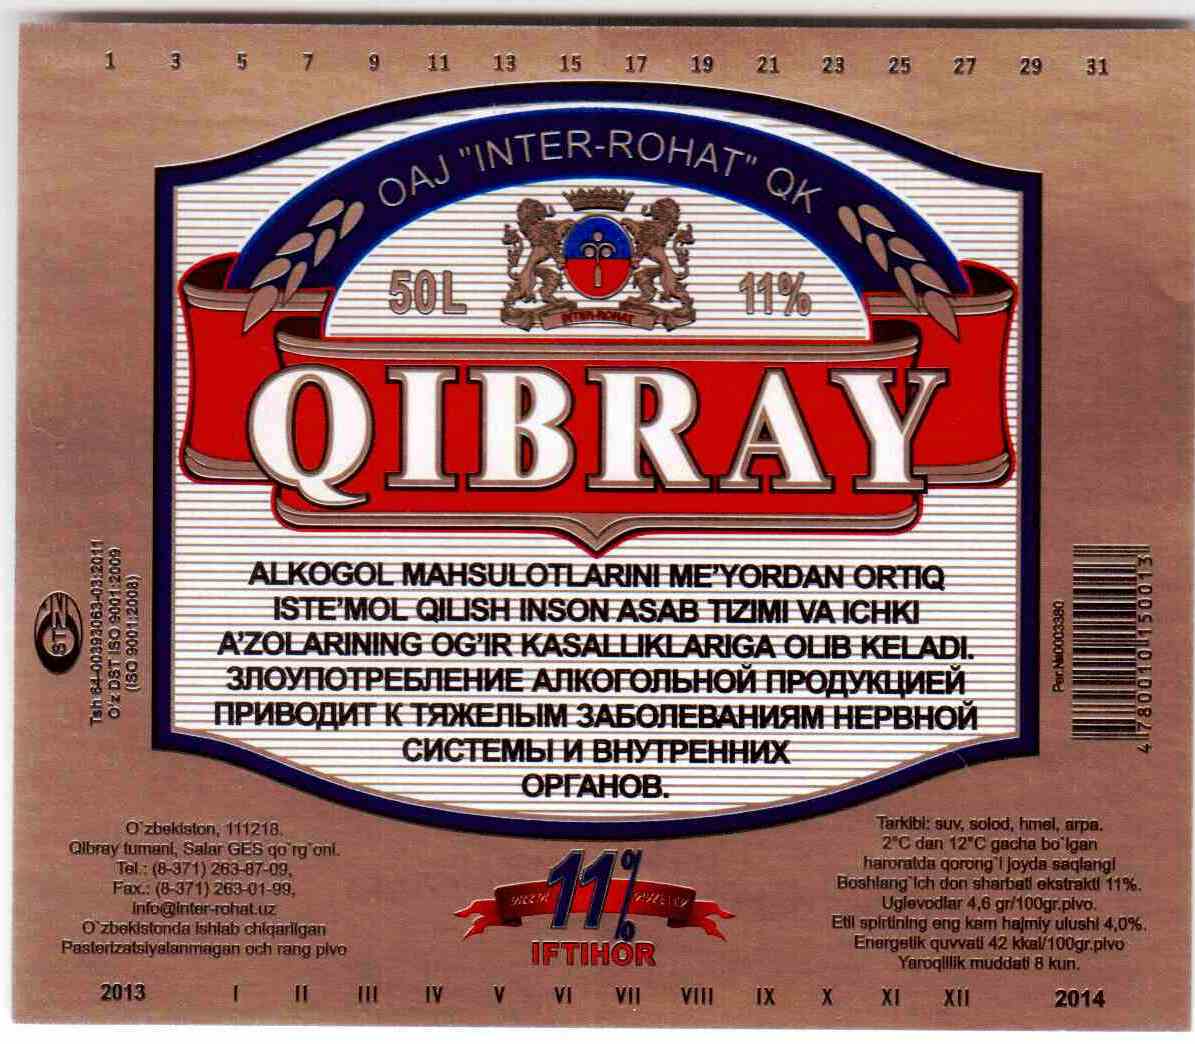 1 3 5 7 9 11 13 15 17 19 21 23 25 27 29 31
OAJ "INTER-ROHAT" QK
50L
11%
INTER-ROHAT
QIBRAY
ALKOGOL MAHSULOTLARINI ME'YORDAN ORTIQ
ISTE'MOL QILISH INSON ASAB TIZIMI VA ICHKI
A'ZOLARINING OG'IR KASALLIKLARIGA OLIB KELADI.
ЗЛОУПОТРЕБЛЕНИЕ АЛКОГОЛЬНОЙ ПРОДУКЦИЕЙ
ПРИВОДИТ К ТЯЖЕЛЫМ ЗАБОЛЕВАНИЯМ НЕРВНОЙ
СИСТЕМЫ И ВНУТРЕННИХ
ОРГАНОВ.
Tsh 64-00393063-03:2011
O'z DST ISO 9001:2009
(ISO 9001:2008)
Рег.№0003380
4780010150013
O`zbekiston, 111218.
Qibray tumani, Salar GES qo`rg`oni.
Tel.: (8-371) 263-87-09,
Fax.: (8-371) 263-01-99,
info@inter-rohat.uz
O`zbekistonda ishlab chiqarilgan
Pasterizatsiyalanmagan och rang pivo
11%
IFTIHOR
Tarkibi: suv, solod, hmel, arpa.
2°C dan 12°C gacha bo`lgan
haroratda qorong`i joyda saqlang!
Boshlang`ich don sharbati ekstrakti 11%.
Uglevodlar 4,6 gr/100gr.pivo.
Etil spirtining eng kam hajmiy ulushi 4,0%.
Energetik quvvati 42 kkal/100gr.pivo
Yaroqlilik muddati 8 kun.
2013 I II III IV V VI VII VIII IX X XI XII 2014